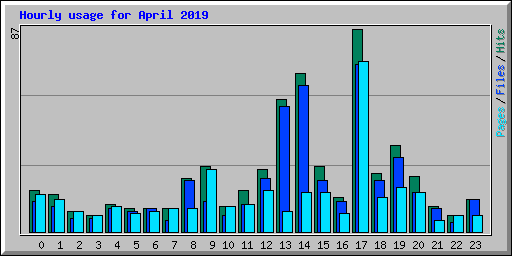 Hourly usage for April 2019
87
Pages / Files / Hits
0 1 2 3 4 5 6 7 8 9 10 11 12 13 14 15 16 17 18 19 20 21 22 23